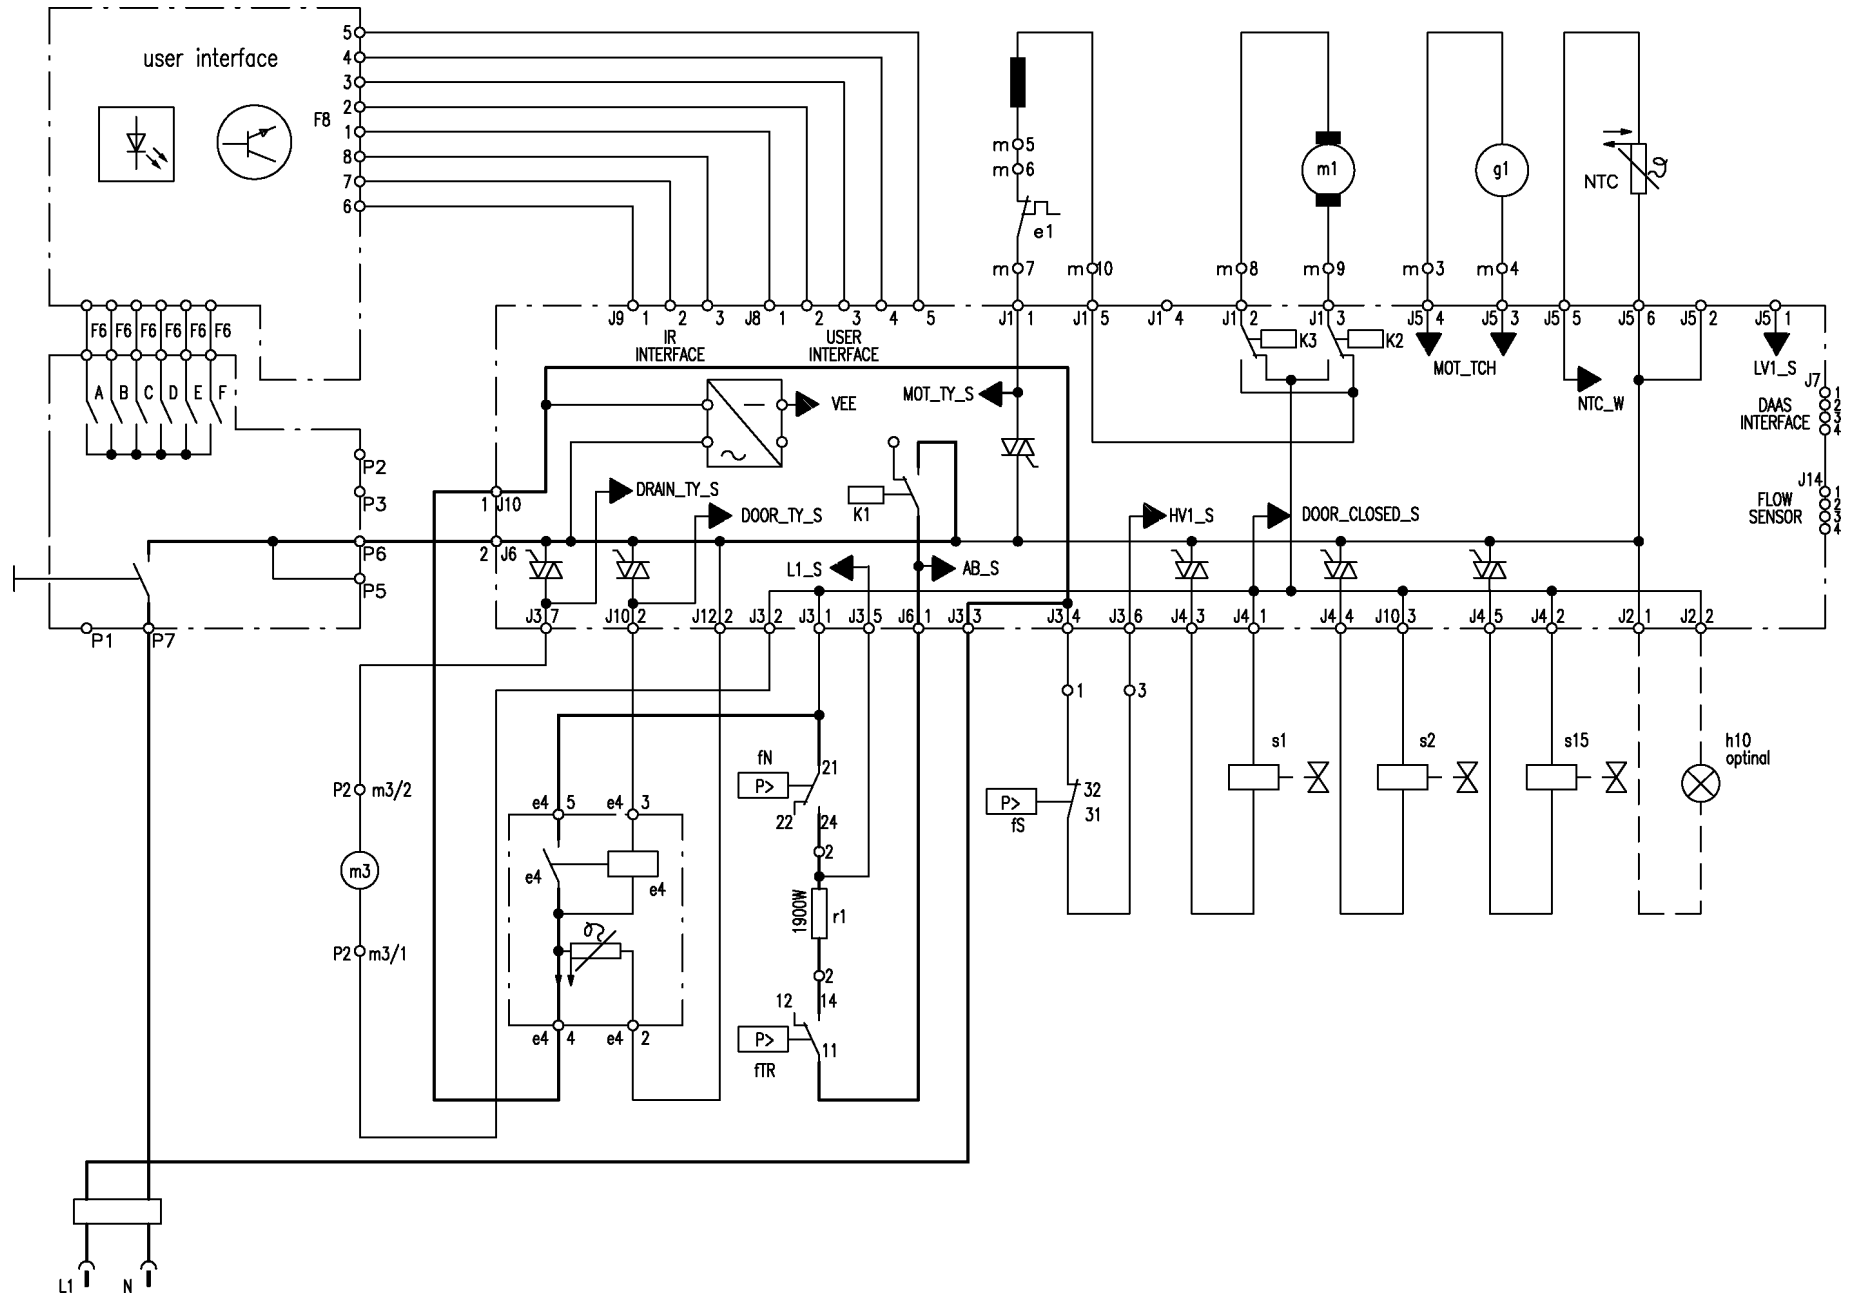 user interface
F8
5
4
3
2
1
8
7
6
F6 F6 F6 F6 F6 F6
A B C D E F
P2
P3
P6
P5
P1 P7
m 5
m 6
e1
m 7 m 10
m1
m 8 m 9
g1
m 3 m 4
NTC
J9 1 2 3 J8 1 2 3 4 5
IR
INTERFACE
USER
INTERFACE
J1 1 J1 5 J1 4 J1 2 J1 3 J5 4 J5 3 J5 5 J5 6 J5 2 J5 1
K3 K2
MOT_TCH
NTC_W
LV1_S
J7
1
2
3
4
DAAS
INTERFACE
J14
1
2
3
4
FLOW
SENSOR
MOT_TY_S
VEE
1 J10
DRAIN_TY_S
DOOR_TY_S
K1
HV1_S
DOOR_CLOSED_S
2 J6
L1_S
AB_S
J3 7 J10 2 J12 2 J3 2 J3 1 J3 5 J6 1 J3 3 J3 4 J3 6 J4 3 J4 1 J4 4 J10 3 J4 5 J4 2 J2 1 J2 2
1 3
s1 s2 s15
h10
optinal
fN
P>
21
22 24
2
P2 m3/2
m3
P2 m3/1
e4 5 e4 3
e4
e4
e4 4 e4 2
1900W
r1
2
12 14
P>
11
fTR
P>
fS
32
31
L1 N